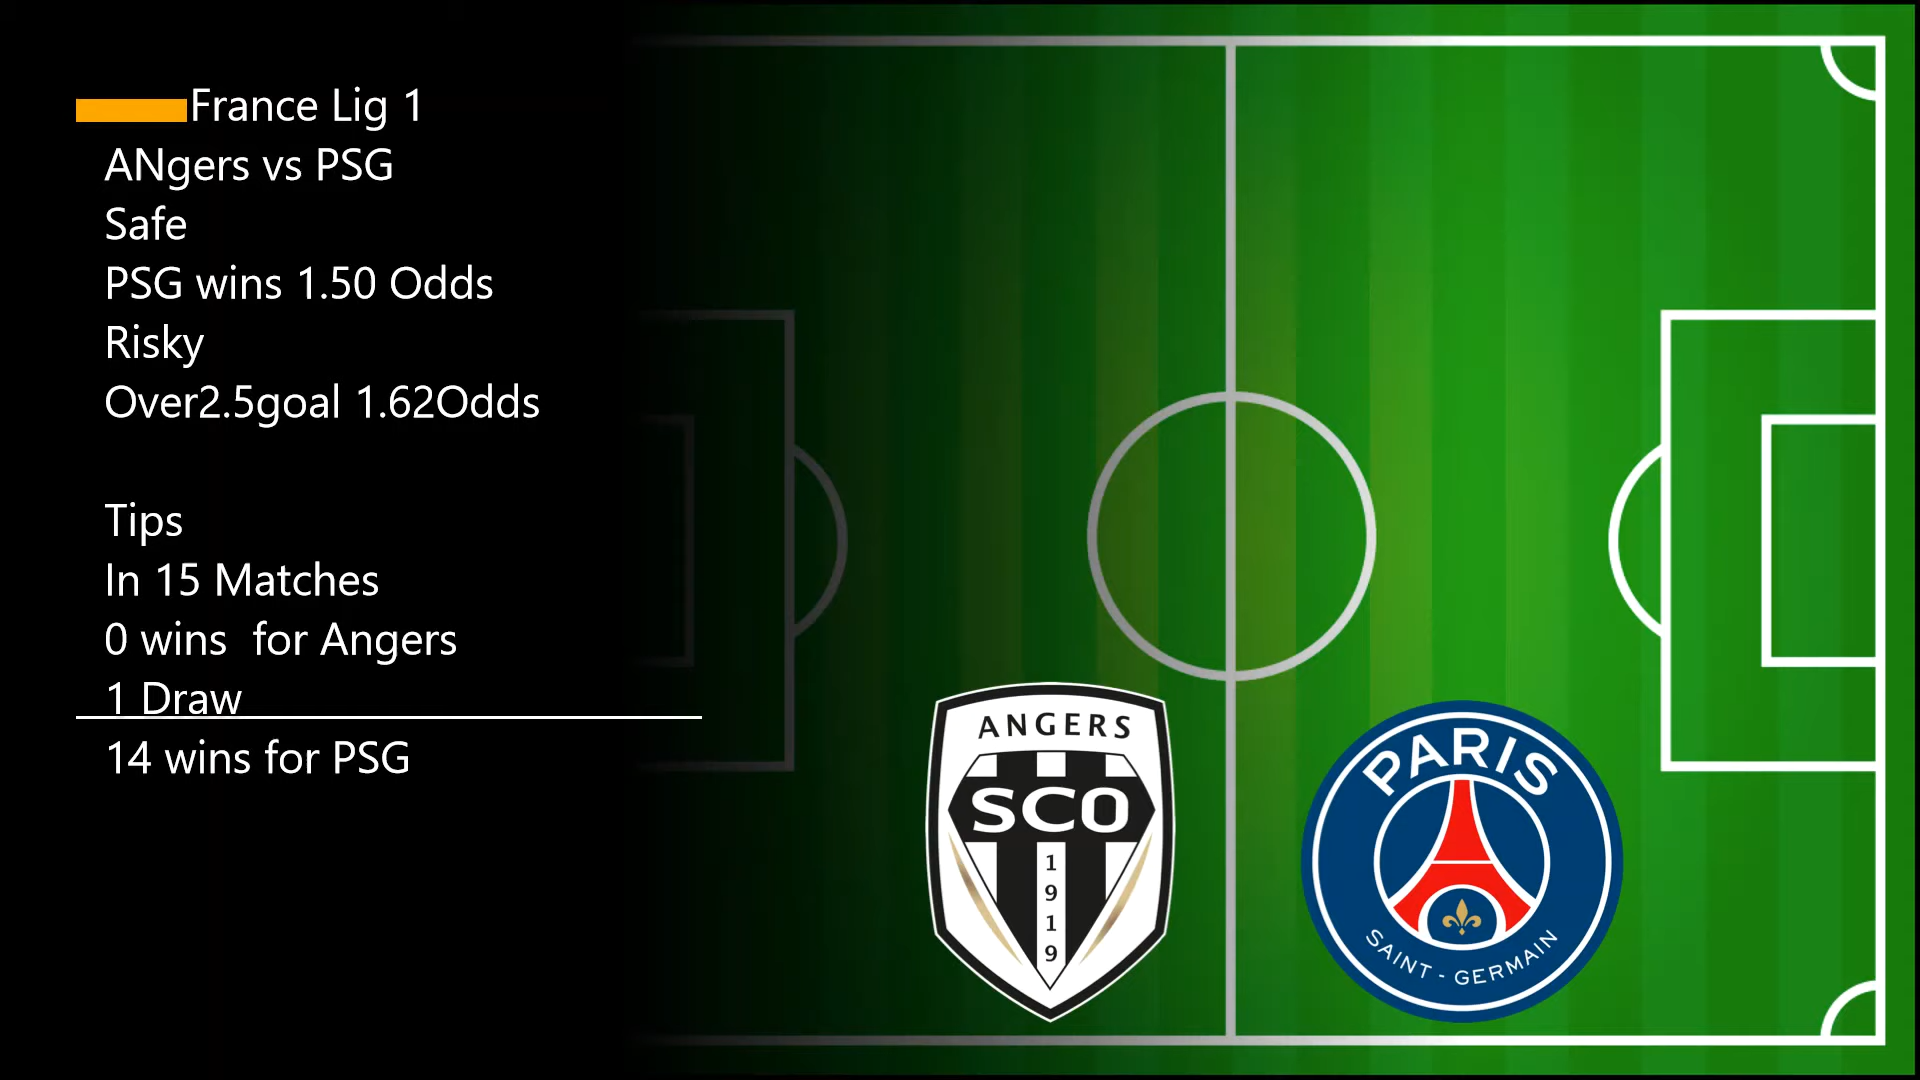 France Lig 1
ANgers vs PSG
Safe
PSG wins 1.50 Odds
Risky
Over2.5goal 1.62Odds
Tips
In 15 Matches
0 wins  for Angers
1 Draw
14 wins for PSG
ANGERS
SCO
1
9
1
9
PARIS
SAINT - GERMAIN